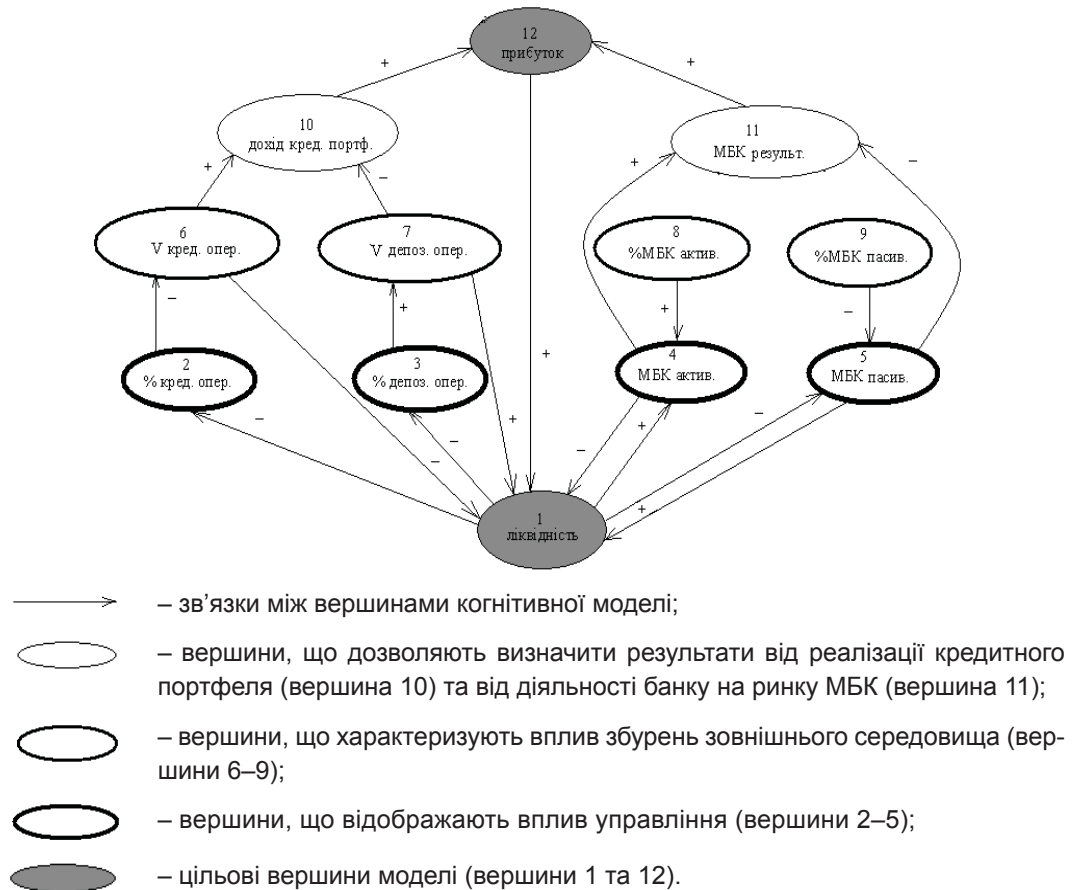 12
прибуток
+
+
10
дохід кред. портф.
11
МБК результ.
+
–
+
–
6
V кред. опер.
7
V депоз. опер.
8
%МБК актив.
9
%МБК пасив.
–
+
+
–
2
% кред. опер.
3
% депоз. опер.
+
4
МБК актив.
5
МБК пасив.
–
–
–
+
–
+
–
+
1
ліквідність
– зв'язки між вершинами когнітивної моделі;
– вершини, що дозволяють визначити результати від реалізації кредитного
портфеля (вершина 10) та від діяльності банку на ринку МБК (вершина 11);
– вершини, що характеризують вплив збурень зовнішнього середовища (вер-
шини 6–9);
– вершини, що відображають вплив управління (вершини 2–5);
– цільові вершини моделі (вершини 1 та 12).